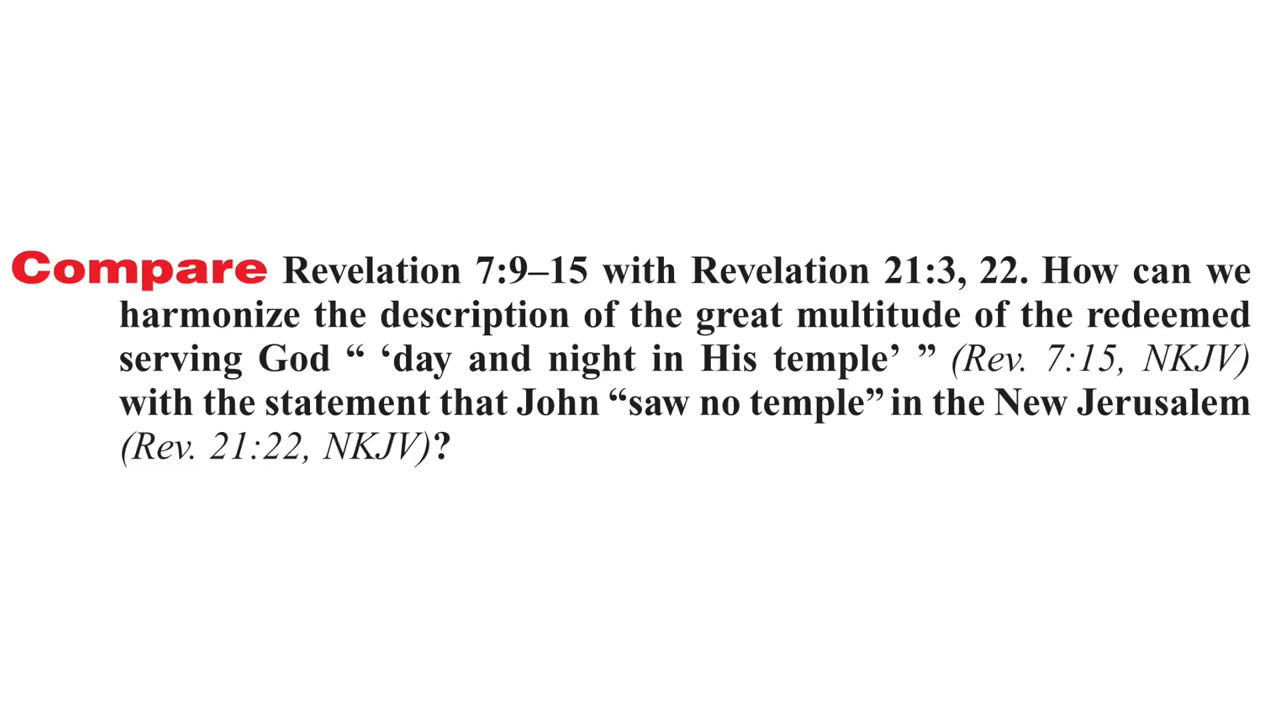 Compare Revelation 7:9–15 with Revelation 21:3, 22. How can we
harmonize the description of the great multitude of the redeemed
serving God “ ‘day and night in His temple’ ” (Rev. 7:15, NKJV)
with the statement that John “saw no temple” in the New Jerusalem
(Rev. 21:22, NKJV)?